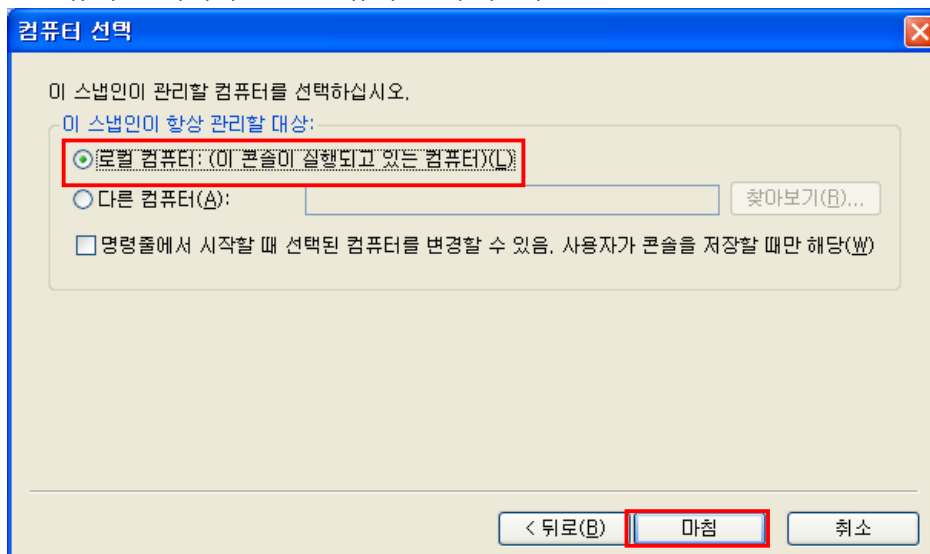 컴퓨터 선택
이 스냅인이 관리할 컴퓨터를 선택하십시오.
이 스냅인이 항상 관리할 대상:
로컬 컴퓨터: (이 콘솔이 실행되고 있는 컴퓨터)(L)
다른 컴퓨터(A): 찾아보기(R)...
명령줄에서 시작할 때 선택된 컴퓨터를 변경할 수 있음. 사용자가 콘솔을 저장할 때만 해당(W)
< 뒤로(B) 마침 취소